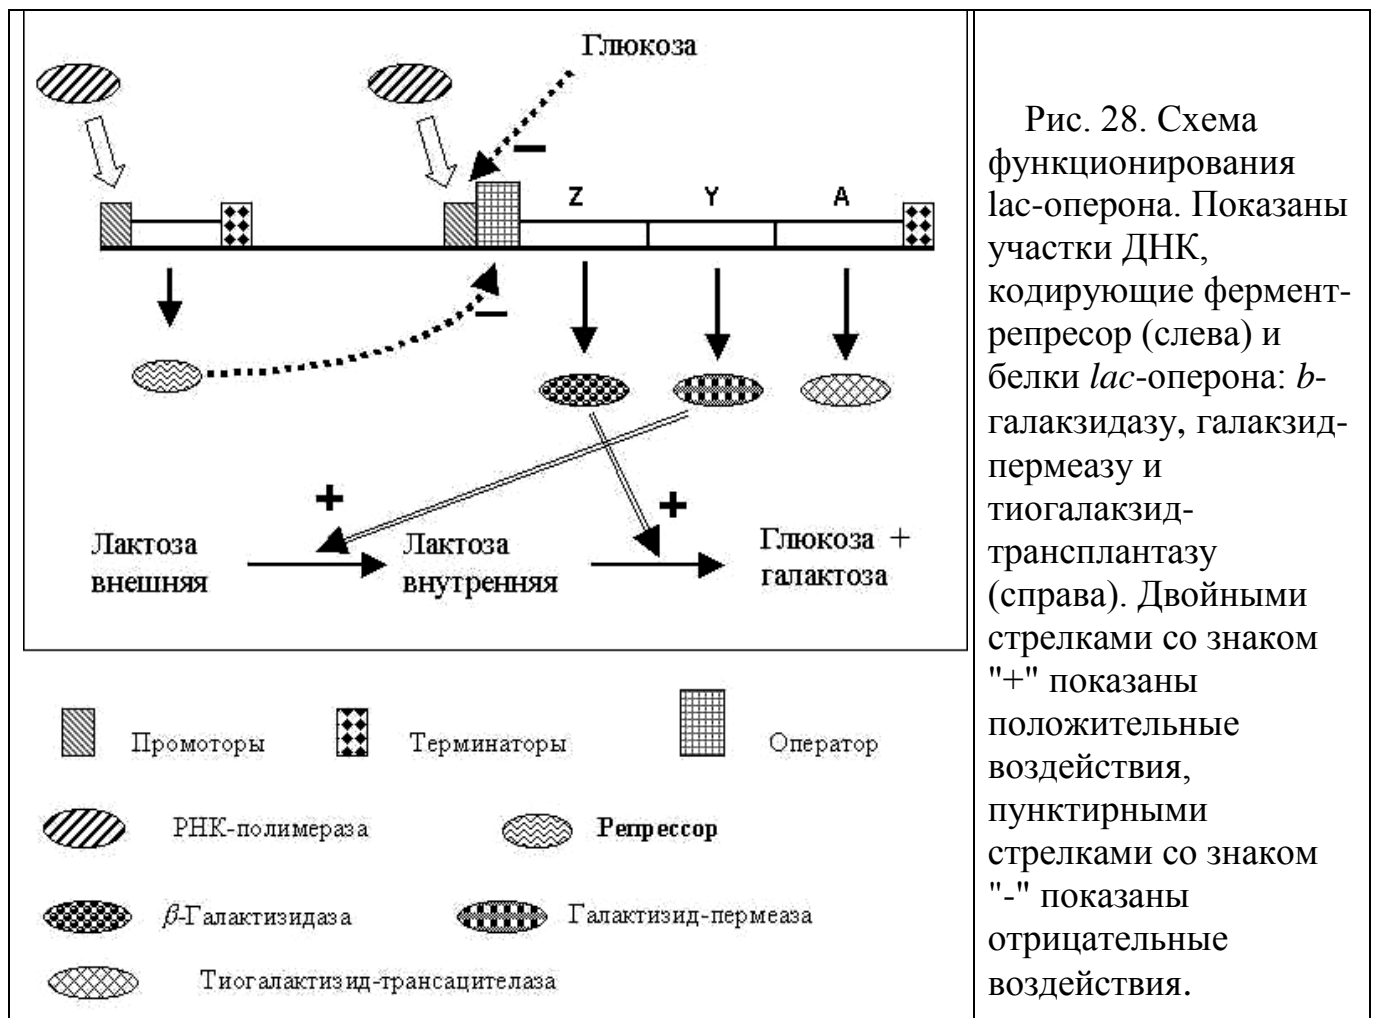 Глюкоза
Z Y A
Лактоза
внешняя
Лактоза
внутренняя
Глюкоза +
галактоза
Промоторы
Терминаторы
Оператор
РНК-полимераза
Репрессор
β-Галактизидаза
Галактизид-пермеаза
Тиогалактизид-трансацителаза
Рис. 28. Схема
функционирования
lac-оперона. Показаны
участки ДНК,
кодирующие фермент-
репресор (слева) и
белки lac-оперона: b-
галакзидазу, галакзид-
пермеазу и
тиогалакзид-
трансплантазу
(справа). Двойными
стрелками со знаком
"+" показаны
положительные
воздействия,
пунктирными
стрелками со знаком
"-" показаны
отрицательные
воздействия.